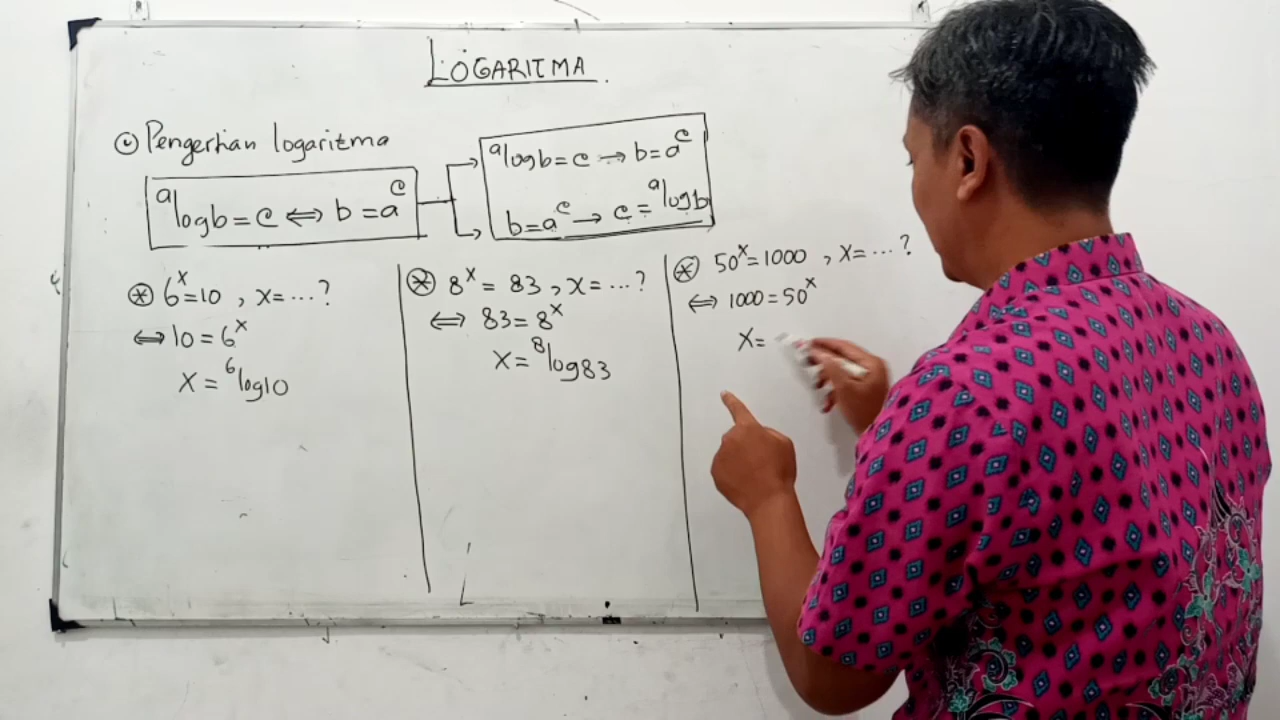 LOGARITMA
Pengertian logaritma
ᵃlog b = c ⇔ b = aᶜ
ᵃlog b = c → b = aᶜ
b = aᶜ → c = ᵃlog b
⊛ 6ˣ = 10 , x = ... ?
⇔ 10 = 6ˣ
x = ⁶log 10
⊛ 8ˣ = 83 , x = ... ?
⇔ 83 = 8ˣ
x = ⁸log 83
⊛ 50ˣ = 1000 , x = ... ?
⇔ 1000 = 50ˣ
x =